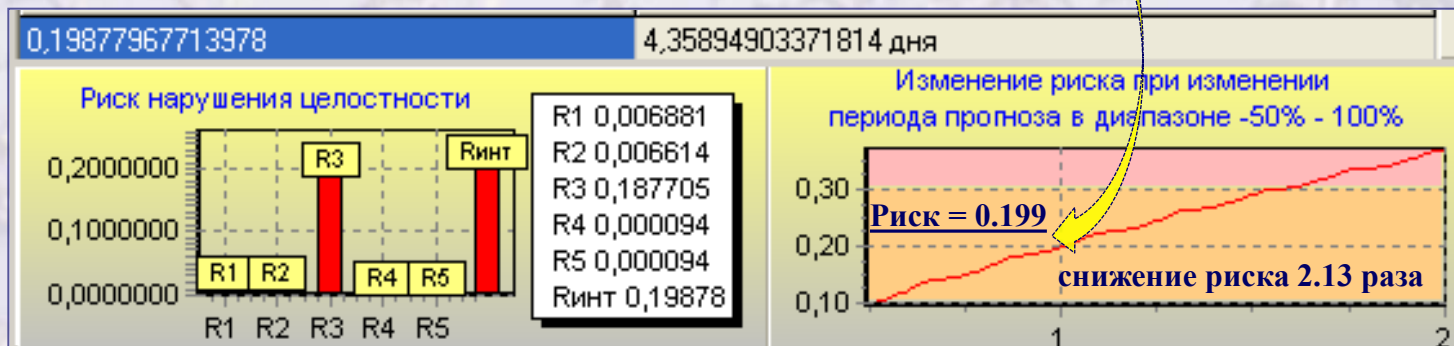 0,19877967713978
4,35894903371814 дня
Риск нарушения целостности
0,2000000
0,1000000
0,0000000
R1
R2
R3
R4
R5
Rинт
R1 R2 R3 R4 R5
R1 0,006881
R2 0,006614
R3 0,187705
R4 0,000094
R5 0,000094
Rинт 0,19878
Изменение риска при изменении
периода прогноза в диапазоне -50% - 100%
0,30
0,20
0,10
Риск = 0.199
снижение риска 2.13 раза
1
2